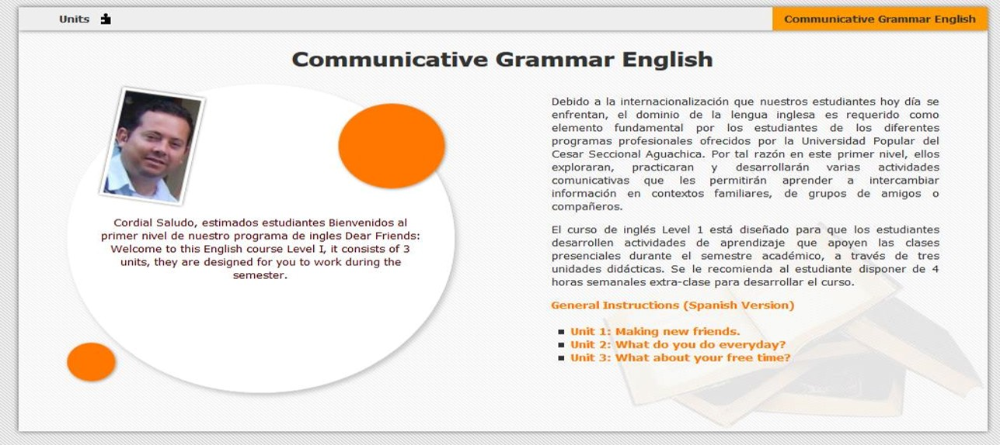 Units
Communicative Grammar English
Communicative Grammar English
Cordial Saludo, estimados estudiantes Bienvenidos al
primer nivel de nuestro programa de ingles Dear Friends:
Welcome to this English course Level I, it consists of 3
units, they are designed for you to work during the
semester.
Debido a la internacionalización que nuestros estudiantes hoy día se
enfrentan, el dominio de la lengua inglesa es requerido como
elemento fundamental por los estudiantes de los diferentes
programas profesionales ofrecidos por la Universidad Popular del
Cesar Seccional Aguachica. Por tal razón en este primer nivel, ellos
exploraran, practicaran y desarrollarán varias actividades
comunicativas que les permitirán aprender a intercambiar
información en contextos familiares, de grupos de amigos o
compañeros.
El curso de inglés Level 1 está diseñado para que los estudiantes
desarrollen actividades de aprendizaje que apoyen las clases
presenciales durante el semestre académico, a través de tres
unidades didácticas. Se le recomienda al estudiante disponer de 4
horas semanales extra-clase para desarrollar el curso.
General Instructions (Spanish Version)
Unit 1: Making new friends.
Unit 2: What do you do everyday?
Unit 3: What about your free time?